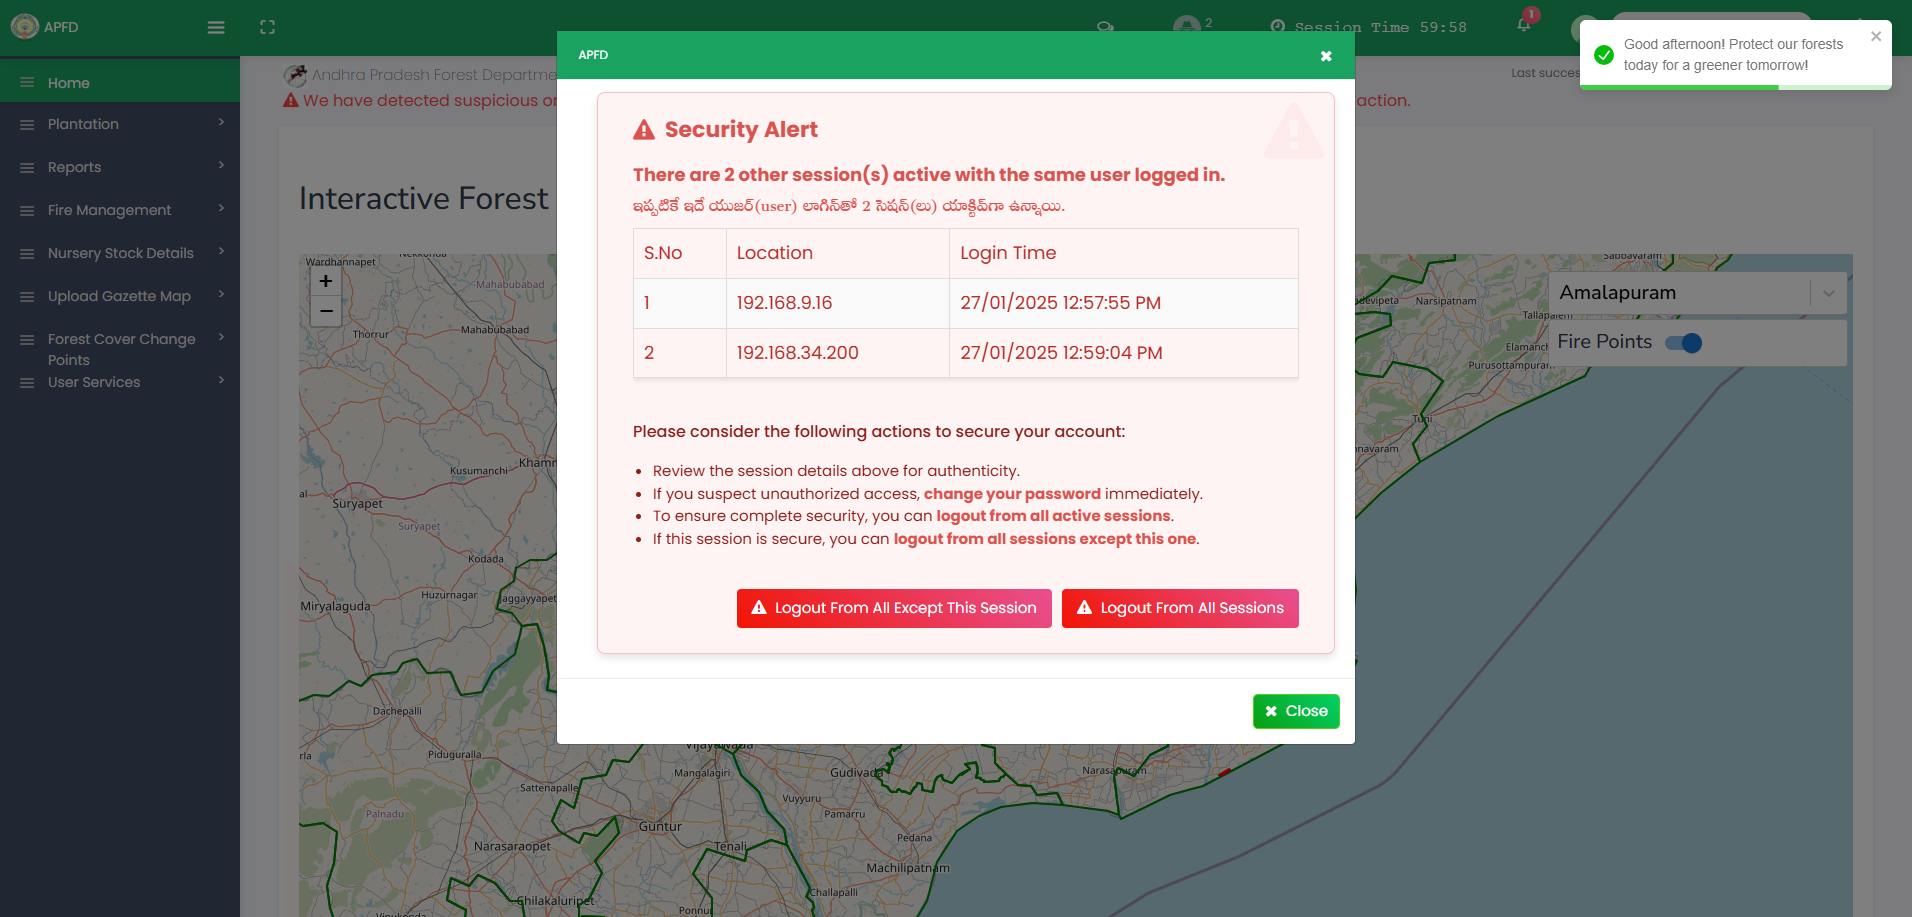 APFD
2
Session Time 59:58
1
Good afternoon! Protect our forests
today for a greener tomorrow!
Home
Plantation
Reports
Fire Management
Nursery Stock Details
Upload Gazette Map
Forest Cover Change
Points
User Services
Andhra Pradesh Forest Departme
Last succes
We have detected suspicious
action.
Interactive Forest
APFD
Security Alert
There are 2 other session(s) active with the same user logged in.
ఇప్పటికే ఇదే యుజర్(user) లాగిన్‌తో 2 సెషన్(లు) యాక్టివ్‌గా ఉన్నాయి.
S.No Location Login Time
1 192.168.9.16 27/01/2025 12:57:55 PM
2 192.168.34.200 27/01/2025 12:59:04 PM
Please consider the following actions to secure your account:
• Review the session details above for authenticity.
• If you suspect unauthorized access, change your password immediately.
• To ensure complete security, you can logout from all active sessions.
• If this session is secure, you can logout from all sessions except this one.
Logout From All Except This Session
Logout From All Sessions
Close
+
−
Amalapuram
Fire Points
Wardhannapet
Mahabubabad
Mahabubabad
Thorrur
Khamm
Kusumanchi
Suryapet
Suryapet
Kodada
Huzurnagar
Jaggayyapet
Miryalaguda
Dachepalli
Piduguralla
Vijayawada
Mangalagiri
Gudivada
Sattenapalle
Vuyyuru
Palnadu
Pamarru
Guntur
Pedana
Narasaraopet
Tenali
Machilipatnam
Challapalli
Chilakaluripet
Ponnur
Narasapuram
Sabbavaram
Narsipatnam
Tallapalem
Elamanch
Purusottampuram
Tuni